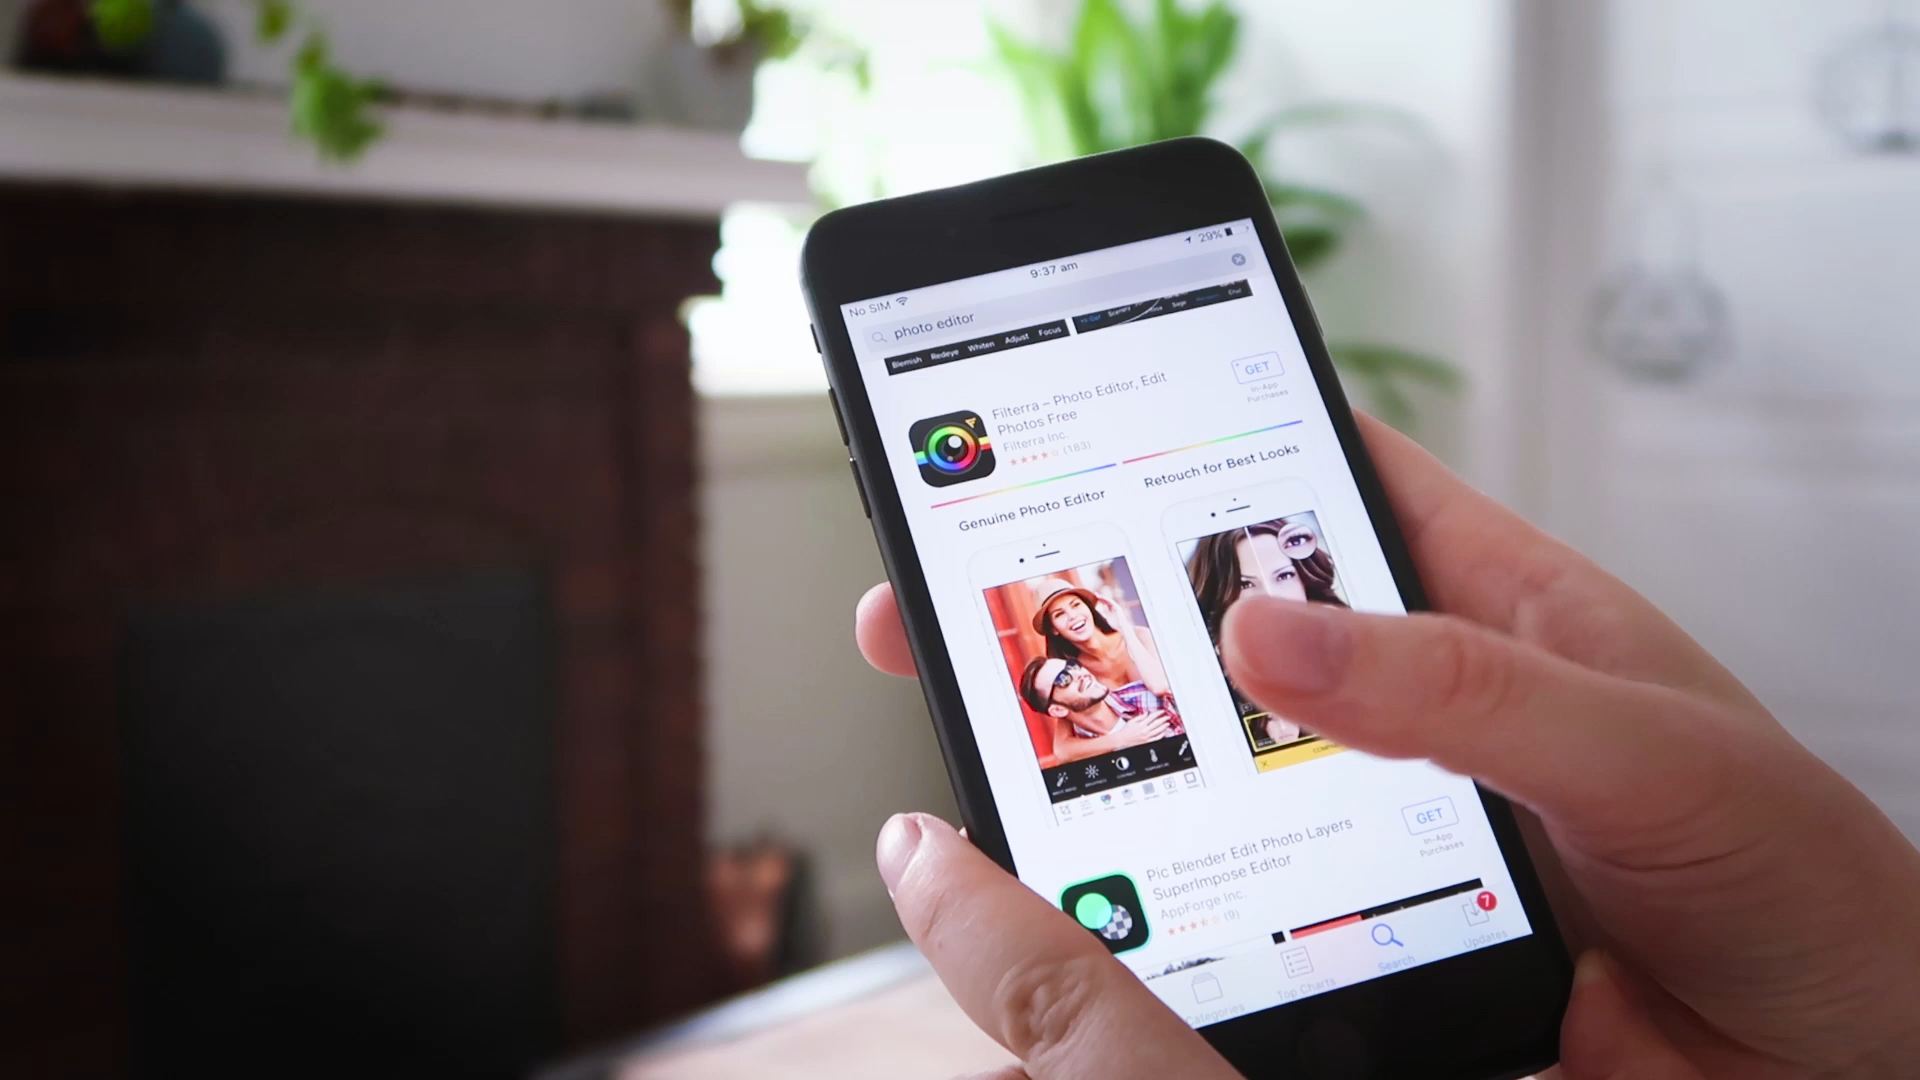 No SIM
9:37 am
29%
photo editor
Blemish Redeye Whiten Adjust Focus
Filterra – Photo Editor, Edit
Photos Free
Filterra Inc.
(183)
GET
In-App
Purchases
Genuine Photo Editor
Retouch for Best Looks
Pic Blender Edit Photo Layers
SuperImpose Editor
AppForge Inc.
(9)
GET
In-App
Purchases
Categories
Top Charts
Search
Updates
7